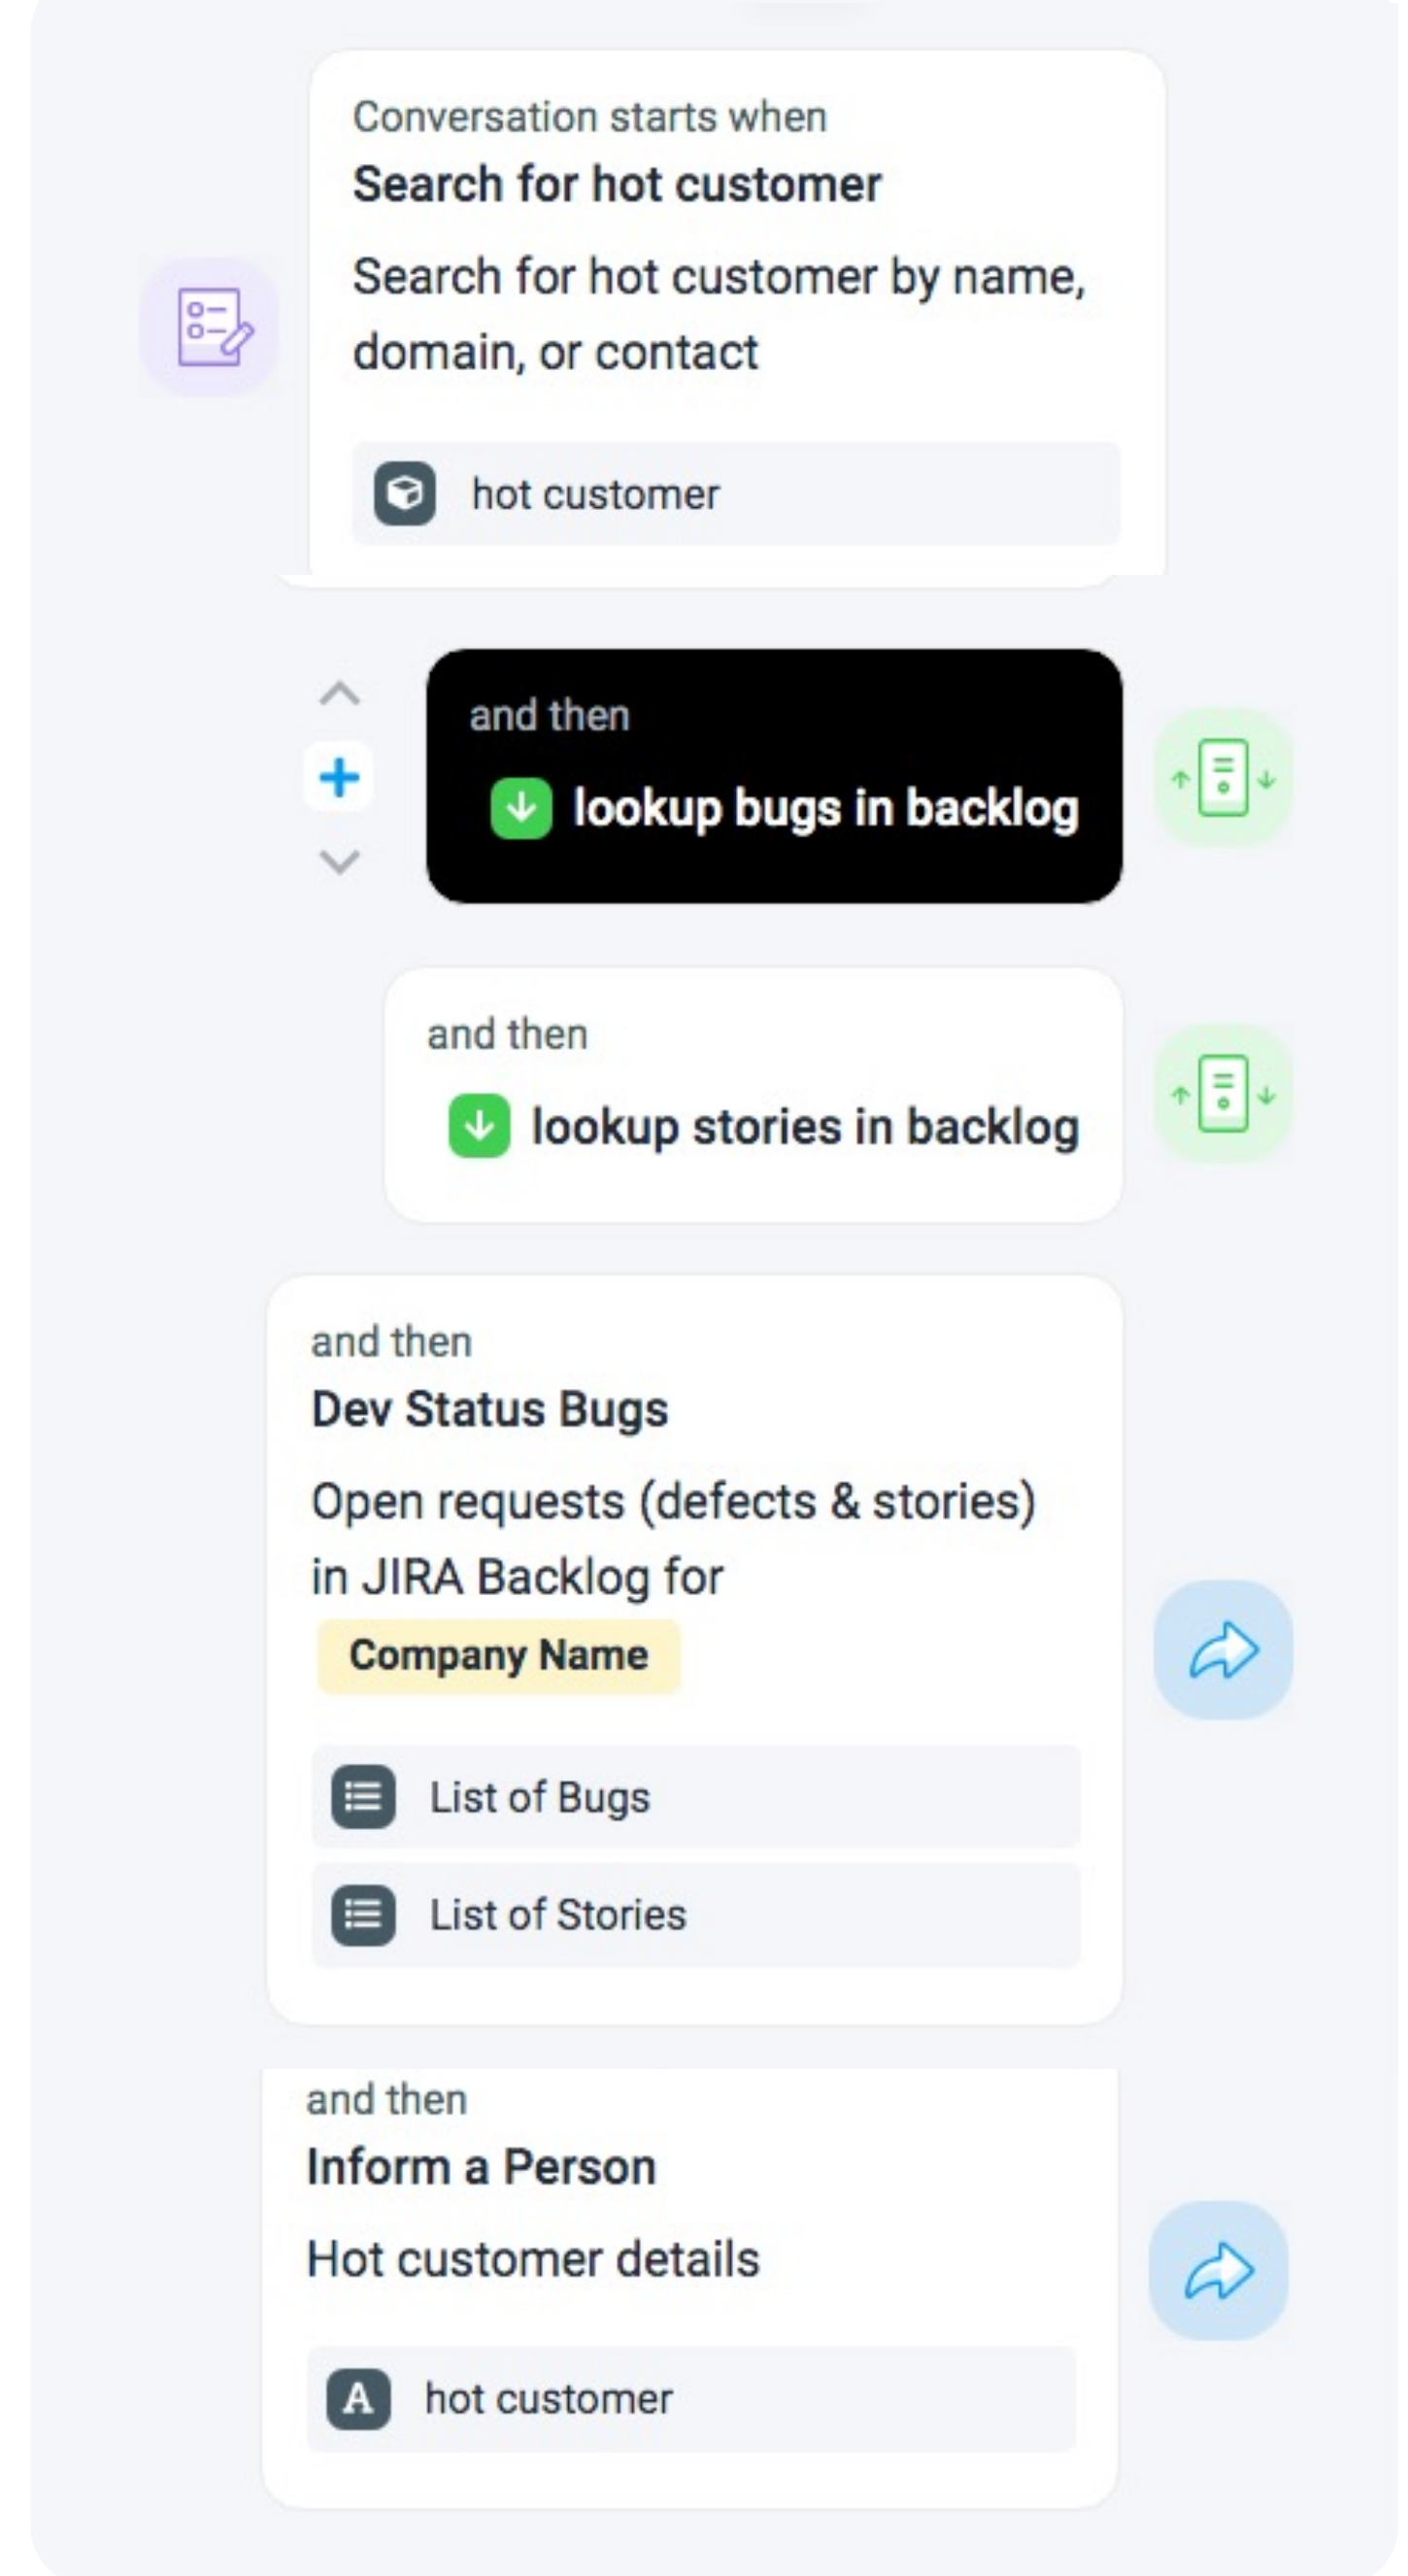 Conversation starts when
Search for hot customer
Search for hot customer by name,
domain, or contact
hot customer
and then
lookup bugs in backlog
and then
lookup stories in backlog
and then
Dev Status Bugs
Open requests (defects & stories)
in JIRA Backlog for
Company Name
List of Bugs
List of Stories
and then
Inform a Person
Hot customer details
A hot customer